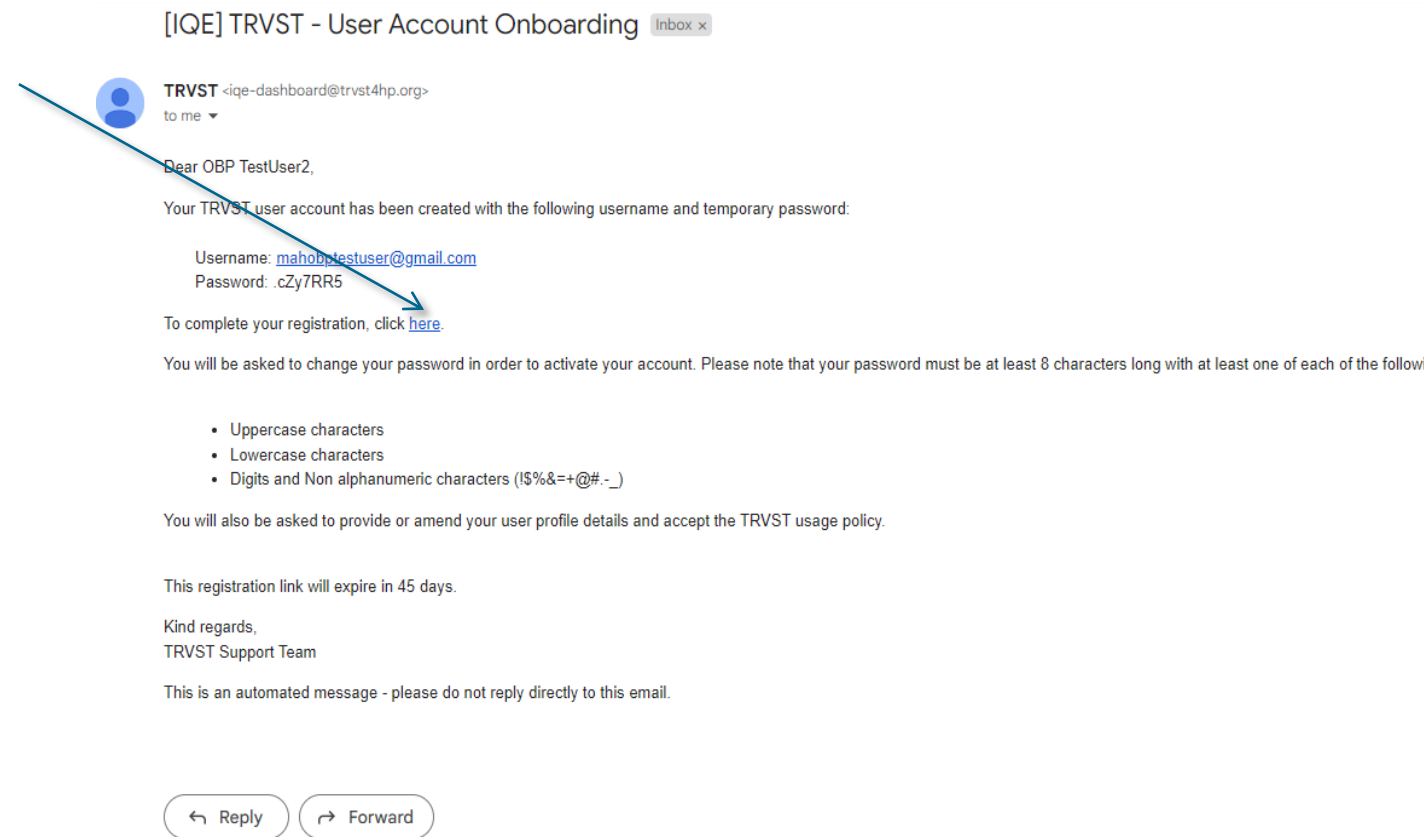 [IQE] TRVST - User Account Onboarding Inbox ×
TRVST <iqe-dashboard@trvst4hp.org>
to me
Dear OBP TestUser2,
Your TRVST user account has been created with the following username and temporary password:
Username: mahobptestuser@gmail.com
Password: .cZy7RR5
To complete your registration, click here.
You will be asked to change your password in order to activate your account. Please note that your password must be at least 8 characters long with at least one of each of the followi
• Uppercase characters
• Lowercase characters
• Digits and Non alphanumeric characters (!$%&=+@#.-_)
You will also be asked to provide or amend your user profile details and accept the TRVST usage policy.
This registration link will expire in 45 days.
Kind regards,
TRVST Support Team
This is an automated message - please do not reply directly to this email.
Reply Forward